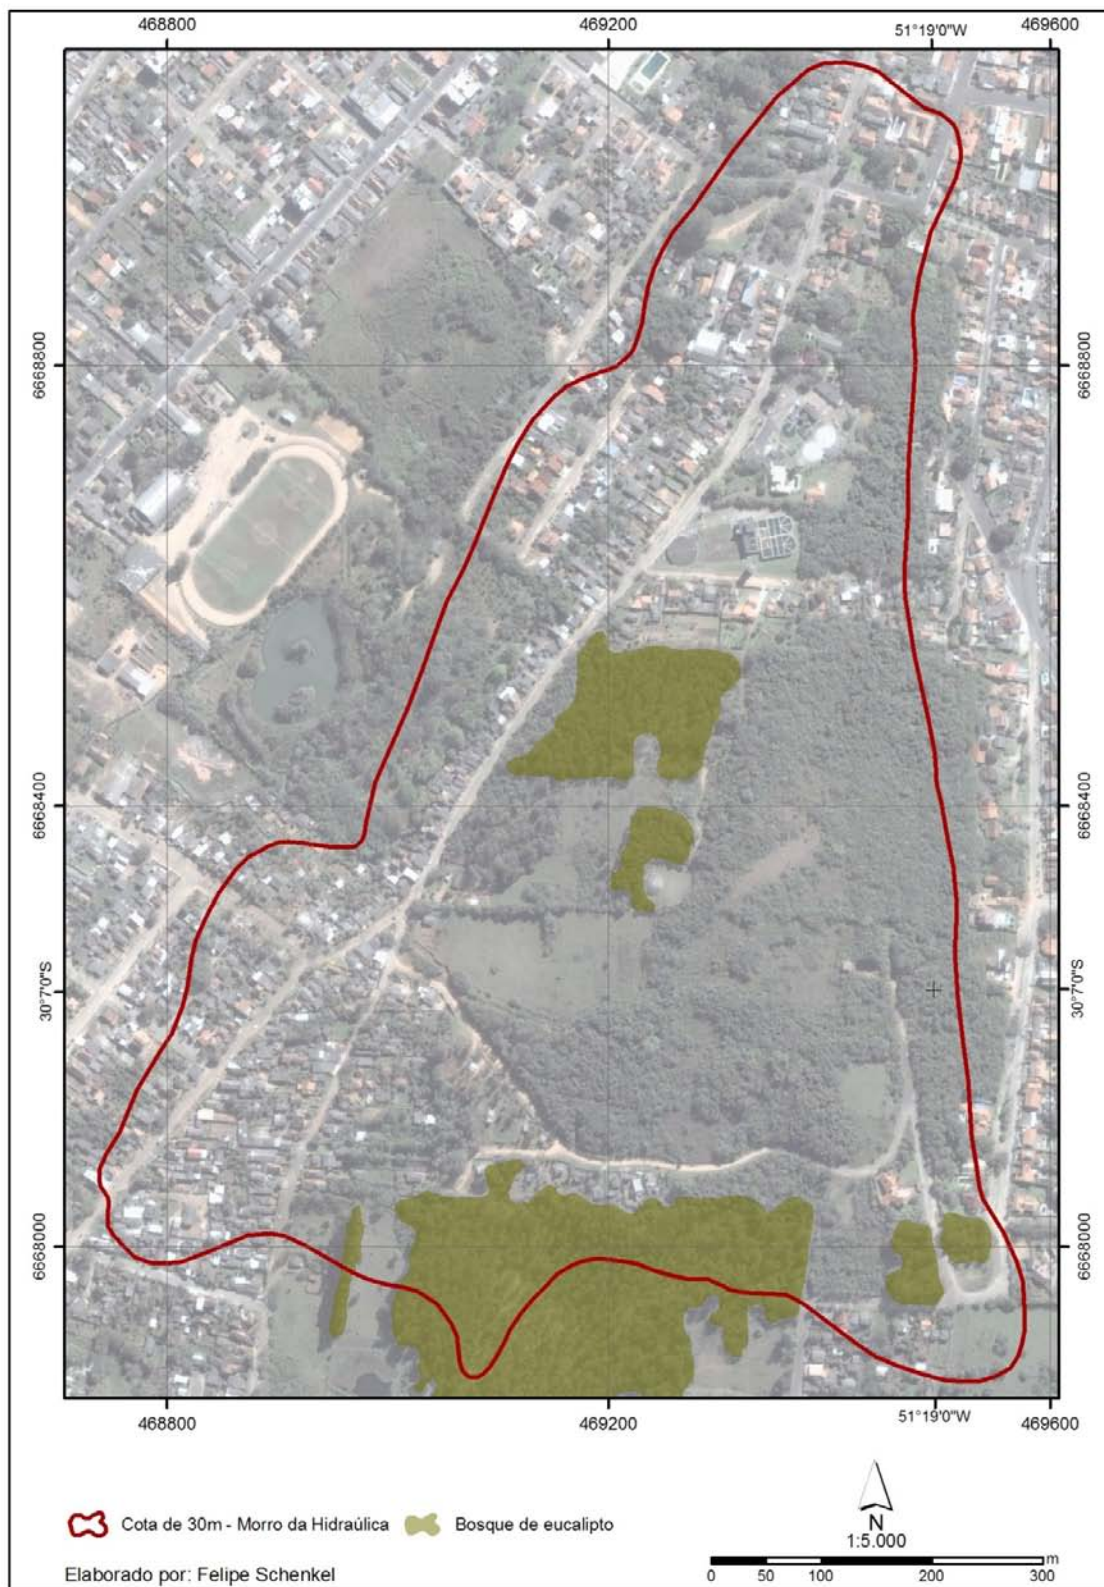 468800 469200 51°19'0"W 469600
6668800 6668800
6668400 6668400
30°7'0"S 30°7'0"S
6668000 6668000
468800 469200 51°19'0"W 469600
Cota de 30m - Morro da Hidraúlica Bosque de eucalipto
N
1:5.000
Elaborado por: Felipe Schenkel
m
0 50 100 200 300